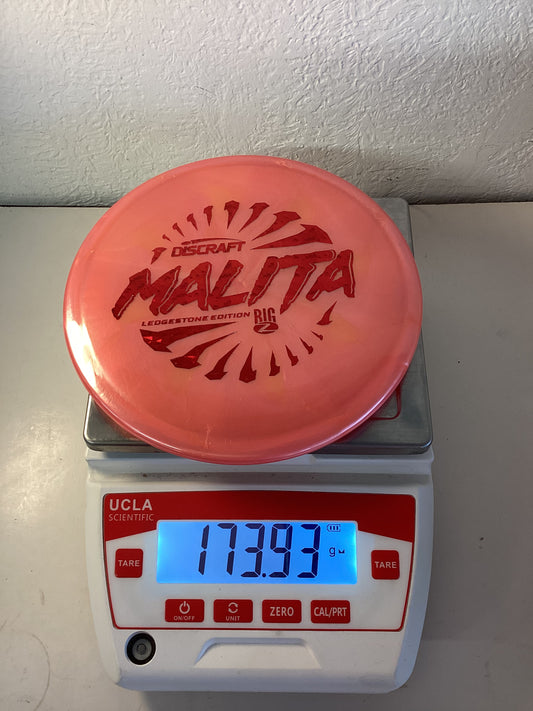 DISCRAFT
MALITA
LEDGESTONE EDITION BIG Z
UCLA
SCIENTIFIC
173.93
g
TARE
TARE
ON/OFF
UNIT
ZERO
CAL/PRT